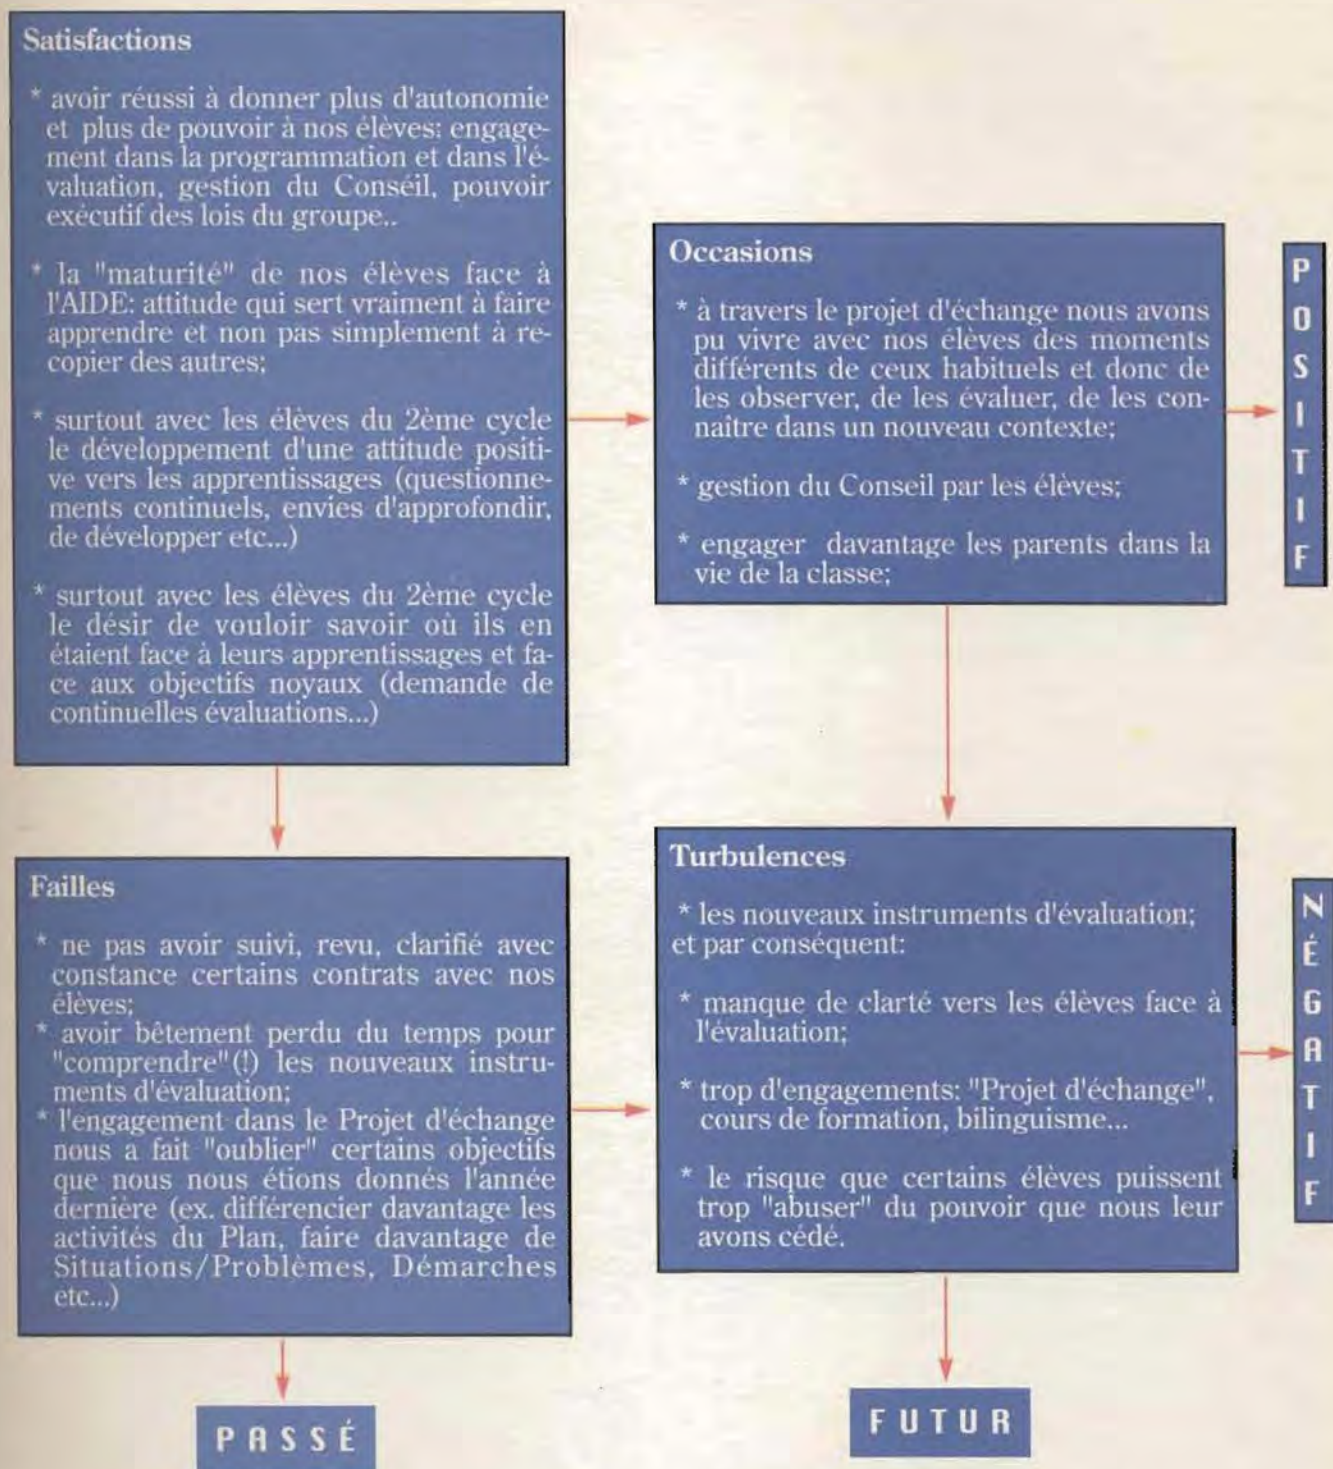 Satisfactions
* avoir réussi à donner plus d'autonomie
et plus de pouvoir à nos élèves: engage-
ment dans la programmation et dans l'é-
valuation, gestion du Conséil, pouvoir
exécutif des lois du groupe..
* la "maturité" de nos élèves face à
l'AIDE: attitude qui sert vraiment à faire
apprendre et non pas simplement à re-
copier des autres;
* surtout avec les élèves du 2ème cycle
le développement d'une attitude positi-
ve vers les apprentissages (questionne-
ments continuels, envies d'approfondir,
de développer etc...)
* surtout avec les élèves du 2ème cycle
le désir de vouloir savoir où ils en
étaient face à leurs apprentissages et fa-
ce aux objectifs noyaux (demande de
continuelles évaluations...)
Occasions
* à travers le projet d'échange nous avons
pu vivre avec nos élèves des moments
différents de ceux habituels et donc de
les observer, de les évaluer, de les con-
naître dans un nouveau contexte;
* gestion du Conseil par les élèves;
* engager davantage les parents dans la
vie de la classe;
POSITIF
Failles
* ne pas avoir suivi, revu, clarifié avec
constance certains contrats avec nos
élèves;
* avoir bêtement perdu du temps pour
"comprendre"(!) les nouveaux instru-
ments d'évaluation;
* l'engagement dans le Projet d'échange
nous a fait "oublier" certains objectifs
que nous nous étions donnés l'année
dernière (ex. différencier davantage les
activités du Plan, faire davantage de
Situations/Problèmes, Démarches
etc...)
Turbulences
* les nouveaux instruments d'évaluation;
et par conséquent:
* manque de clarté vers les élèves face à
l'évaluation;
* trop d'engagements: "Projet d'échange",
cours de formation, bilinguisme...
* le risque que certains élèves puissent
trop "abuser" du pouvoir que nous leur
avons cédé.
NÉGATIF
PASSÉ
FUTUR